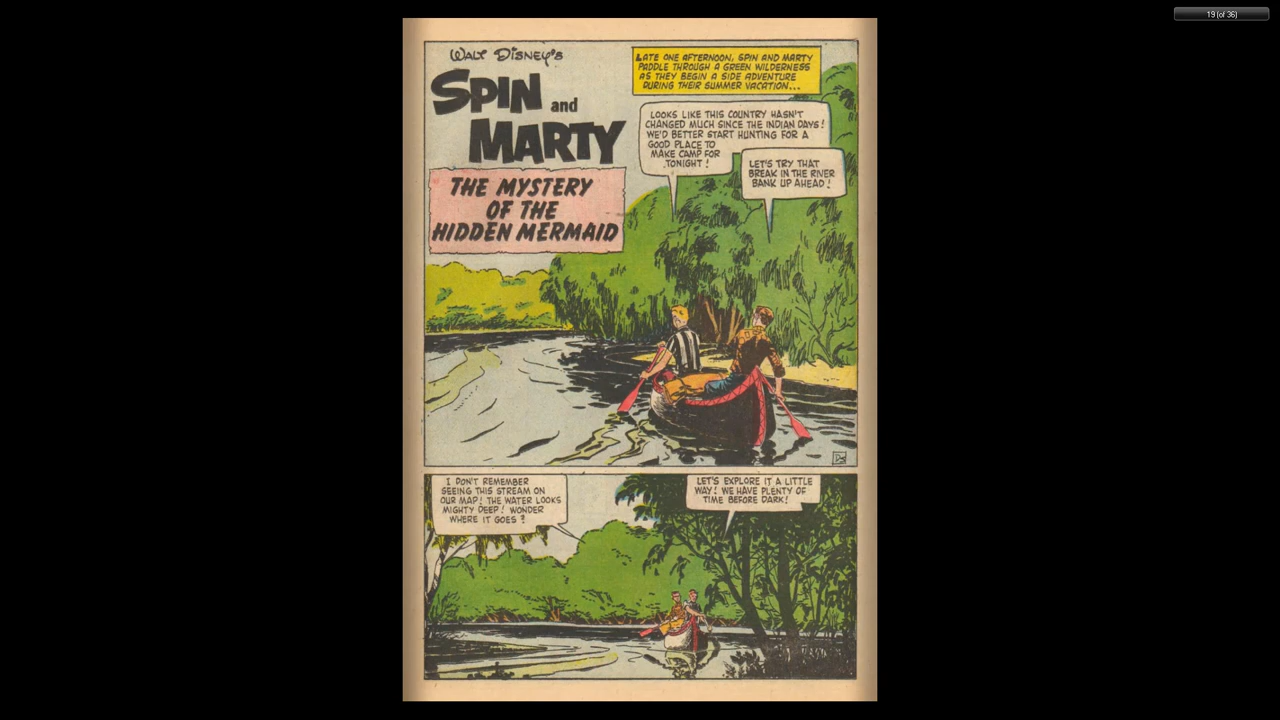 19 (of 36)
WALT DISNEY'S
SPIN and
MARTY
THE MYSTERY
OF THE
HIDDEN MERMAID
LATE ONE AFTERNOON, SPIN AND MARTY
PADDLE THROUGH A GREEN WILDERNESS
AS THEY BEGIN A SIDE ADVENTURE
DURING THEIR SUMMER VACATION...
LOOKS LIKE THIS COUNTRY HASN'T
CHANGED MUCH SINCE THE INDIAN DAYS!
WE'D BETTER START HUNTING FOR A
GOOD PLACE TO
MAKE CAMP FOR
TONIGHT!
LET'S TRY THAT
BREAK IN THE RIVER
BANK UP AHEAD!
I DON'T REMEMBER
SEEING THIS STREAM ON
OUR MAP! THE WATER LOOKS
MIGHTY DEEP! WONDER
WHERE IT GOES?
LET'S EXPLORE IT A LITTLE
WAY! WE HAVE PLENTY OF
TIME BEFORE DARK!